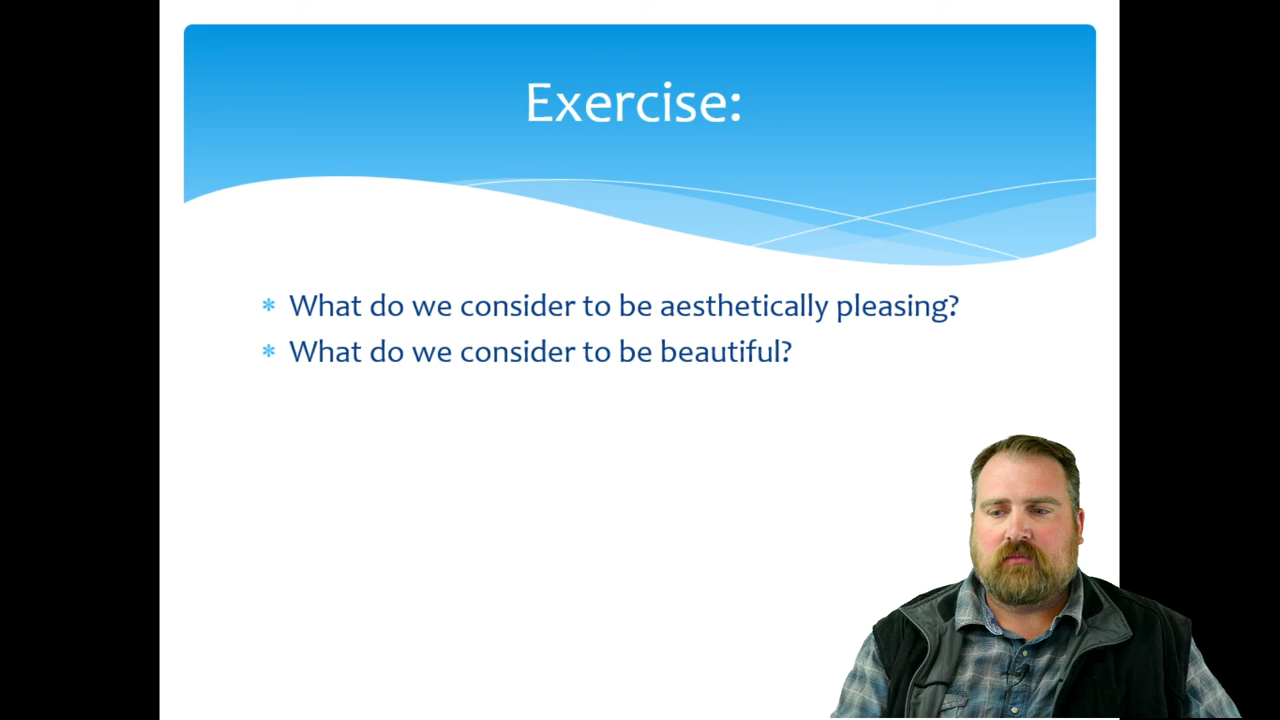 Exercise:
* What do we consider to be aesthetically pleasing?
* What do we consider to be beautiful?